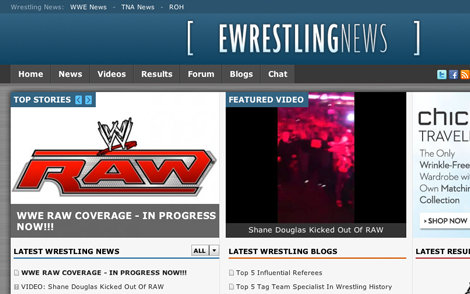 Wrestling News: WWE News - TNA News - ROH
[ EWRESTLINGNEWS ]
Home News Videos Results Forum Blogs Chat
TOP STORIES
FEATURED VIDEO
W
RAW
WWE RAW COVERAGE - IN PROGRESS
NOW!!!
Shane Douglas Kicked Out Of RAW
chic
TRAVELE
The Only
Wrinkle-Free
Wardrobe with
Own Matching
Collection
› SHOP NOW
LATEST WRESTLING NEWS ALL
WWE RAW COVERAGE - IN PROGRESS NOW!!!
VIDEO: Shane Douglas Kicked Out Of RAW
LATEST WRESTLING BLOGS
Top 5 Influential Referees
Top 5 Tag Team Specialist In Wrestling History
LATEST RESUL